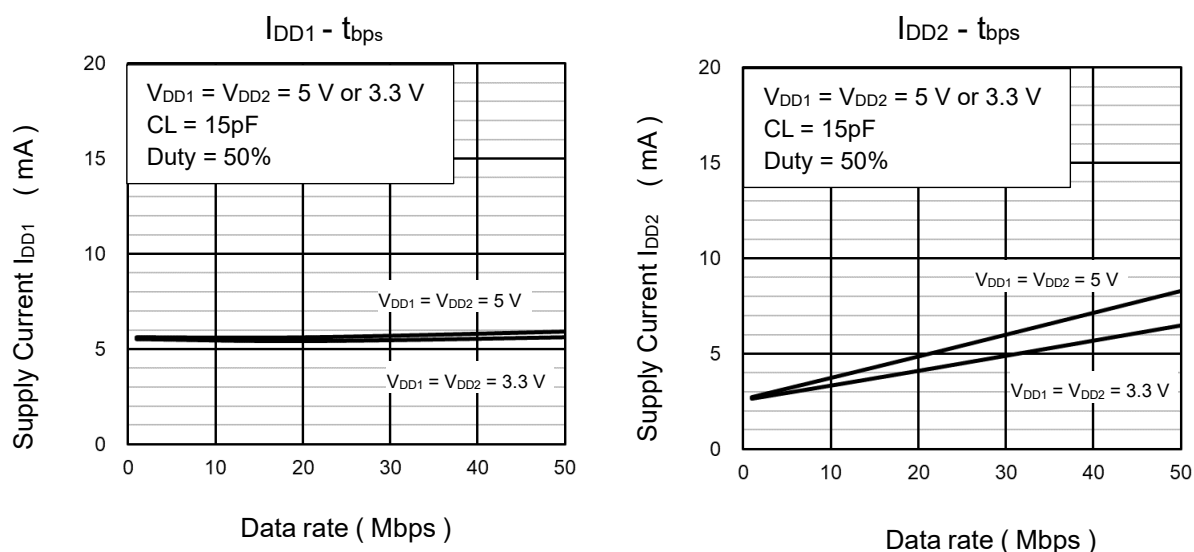 IDD1 - tbps
VDD1 = VDD2 = 5 V or 3.3 V
CL = 15pF
Duty = 50%
Supply Current IDD1 ( mA)
20
15
10
5
0
VDD1 = VDD2 = 5 V
VDD1 = VDD2 = 3.3 V
0 10 20 30 40 50
Data rate ( Mbps )
IDD2 - tbps
VDD1 = VDD2 = 5 V or 3.3 V
CL = 15pF
Duty = 50%
Supply Current IDD2 ( mA)
20
15
10
5
0
VDD1 = VDD2 = 5 V
VDD1 = VDD2 = 3.3 V
0 10 20 30 40 50
Data rate ( Mbps )